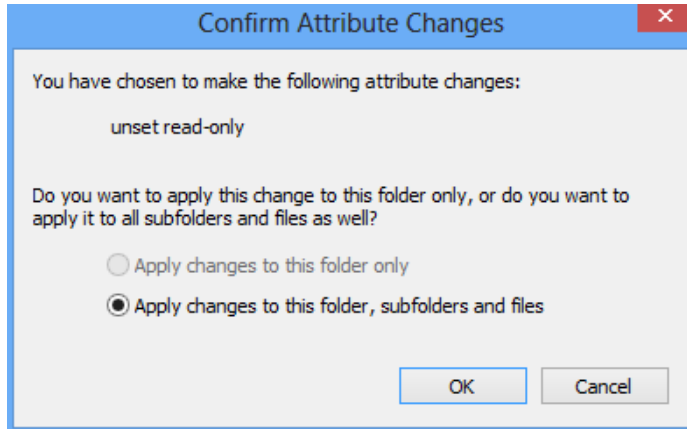 Confirm Attribute Changes
You have chosen to make the following attribute changes:
unset read-only
Do you want to apply this change to this folder only, or do you want to
apply it to all subfolders and files as well?
Apply changes to this folder only
Apply changes to this folder, subfolders and files
OK
Cancel